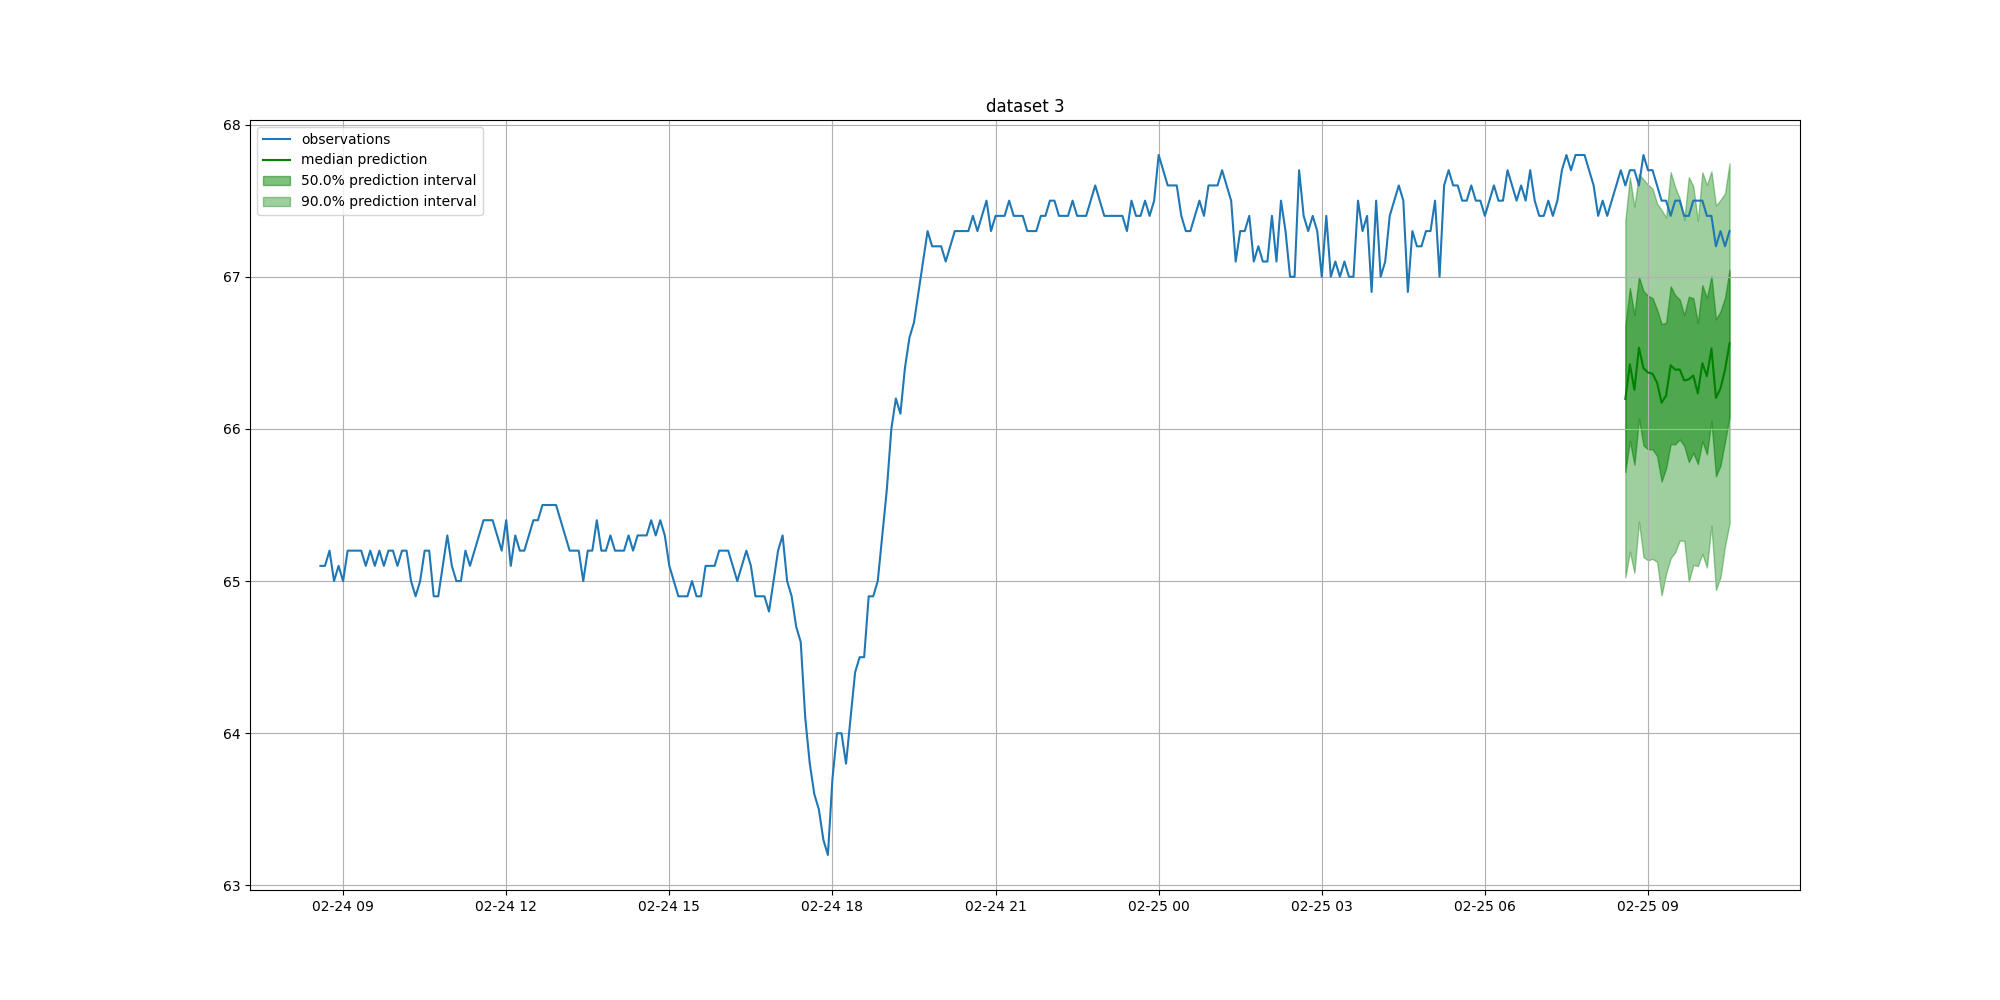 dataset 3
observations
median prediction
50.0% prediction interval
90.0% prediction interval
68
67
66
65
64
63
02-24 09 02-24 12 02-24 15 02-24 18 02-24 21 02-25 00 02-25 03 02-25 06 02-25 09